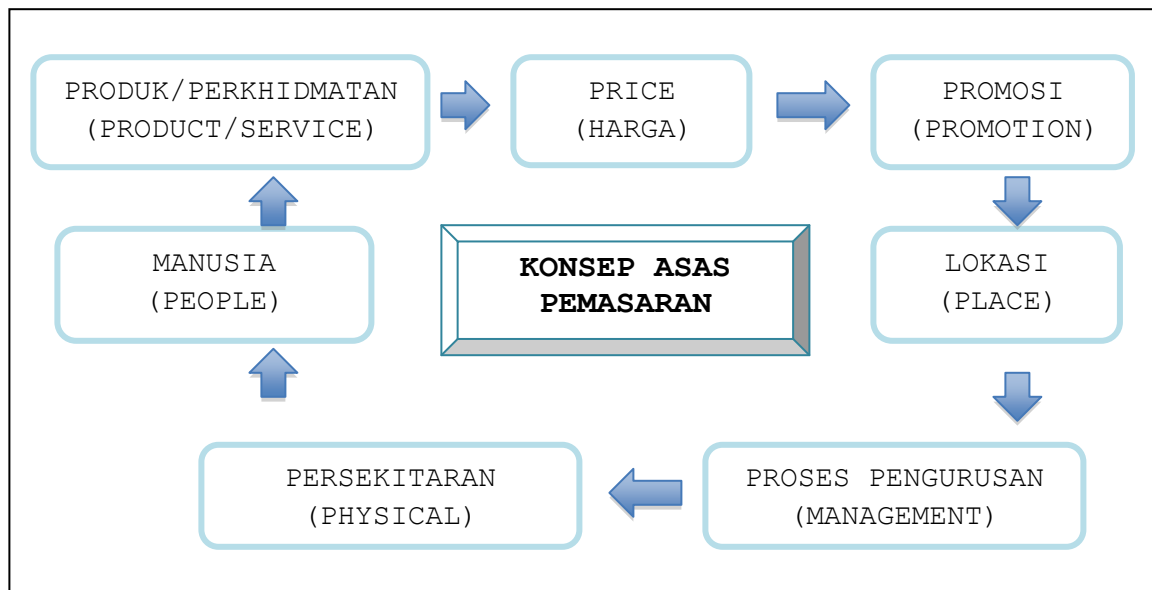 PRODUK/PERKHIDMATAN
(PRODUCT/SERVICE)
PRICE
(HARGA)
PROMOSI
(PROMOTION)
MANUSIA
(PEOPLE)
KONSEP ASAS
PEMASARAN
LOKASI
(PLACE)
PERSEKITARAN
(PHYSICAL)
PROSES PENGURUSAN
(MANAGEMENT)